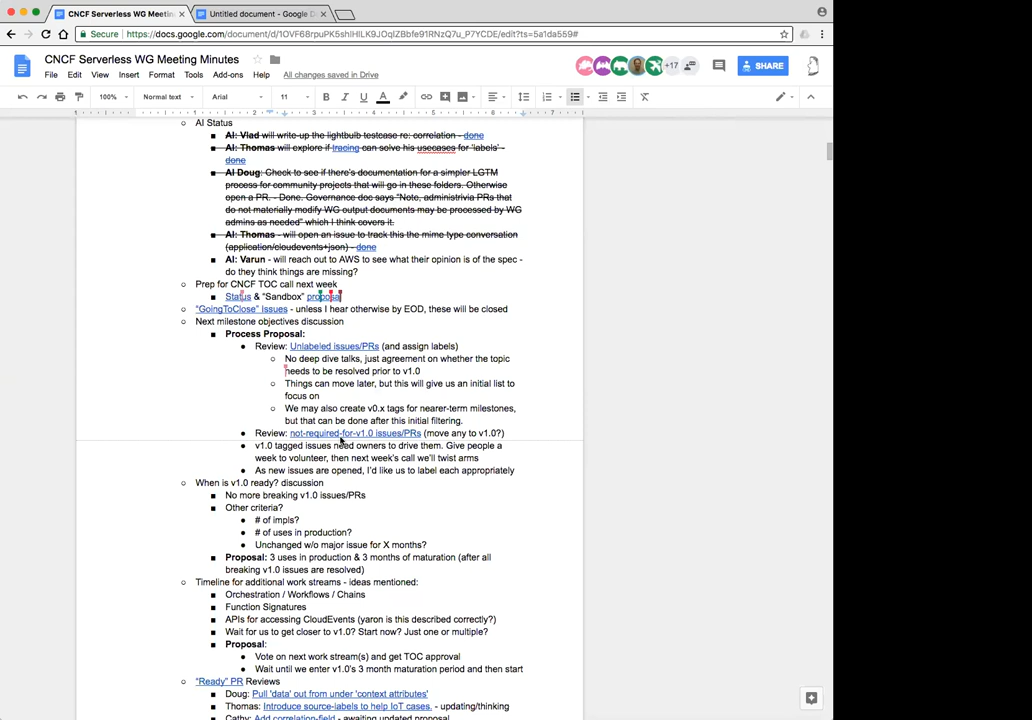 CNCF Serverless WG Meetin
Untitled document - Google D
Secure
https://docs.google.com/document/d/1OVF68rpuPK5shIHILK9JOqlZBbfe91RNzQ7u_P7YCDE/edit?ts=5a1da559#
CNCF Serverless WG Meeting Minutes
File Edit View Insert Format Tools Add-ons Help All changes saved in Drive
+17
SHARE
100% Normal text Arial 11 B I U A
1 2 3 4 5 6 7
AI Status
AI: Vlad will write-up the lightbulb testcase re: correlation - done
AI: Thomas will explore if tracing can solve his usecases for 'labels' -
done
AI Doug: Check to see if there's documentation for a simpler LGTM
process for community projects that will go in these folders. Otherwise
open a PR. - Done. Governance doc says "Note, administrivia PRs that
do not materially modify WG output documents may be processed by WG
admins as needed" which I think covers it.
AI: Thomas - will open an issue to track this the mime type conversation
(application/cloudevents+json) - done
AI: Varun - will reach out to AWS to see what their opinion is of the spec -
do they think things are missing?
Prep for CNCF TOC call next week
Status & "Sandbox" proposal
"GoingToClose" Issues - unless I hear otherwise by EOD, these will be closed
Next milestone objectives discussion
Process Proposal:
Review: Unlabeled issues/PRs (and assign labels)
No deep dive talks, just agreement on whether the topic
needs to be resolved prior to v1.0
Things can move later, but this will give us an initial list to
focus on
We may also create v0.x tags for nearer-term milestones,
but that can be done after this initial filtering.
Review: not-required-for-v1.0 issues/PRs (move any to v1.0?)
v1.0 tagged issues need owners to drive them. Give people a
week to volunteer, then next week's call we'll twist arms
As new issues are opened, I'd like us to label each appropriately
When is v1.0 ready? discussion
No more breaking v1.0 issues/PRs
Other criteria?
# of impls?
# of uses in production?
Unchanged w/o major issue for X months?
Proposal: 3 uses in production & 3 months of maturation (after all
breaking v1.0 issues are resolved)
Timeline for additional work streams - ideas mentioned:
Orchestration / Workflows / Chains
Function Signatures
APIs for accessing CloudEvents (yaron is this described correctly?)
Wait for us to get closer to v1.0? Start now? Just one or multiple?
Proposal:
Vote on next work stream(s) and get TOC approval
Wait until we enter v1.0's 3 month maturation period and then start
"Ready" PR Reviews
Doug: Pull 'data' out from under 'context attributes'
Thomas: Introduce source-labels to help IoT cases. - updating/thinking
Cathy: Add correlation-field - awaiting updated proposal